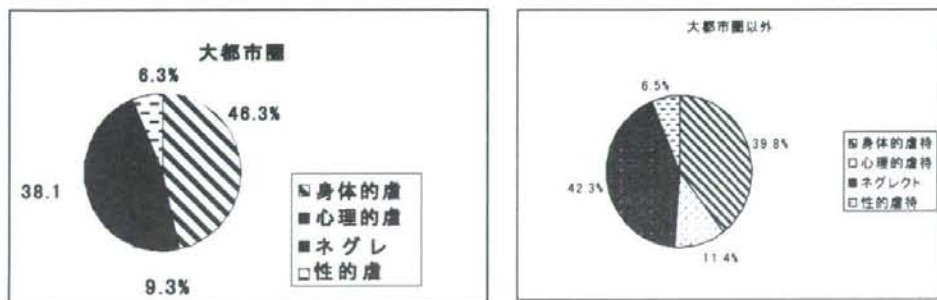 大都市圏
6.3%
46.3%
38.1
9.3%
身体的虐
心理的虐
ネグレ
性的虐
大都市圏以外
6.5%
39.8%
42.3%
11.4%
身体的虐待
心理的虐待
ネグレクト
性的虐待